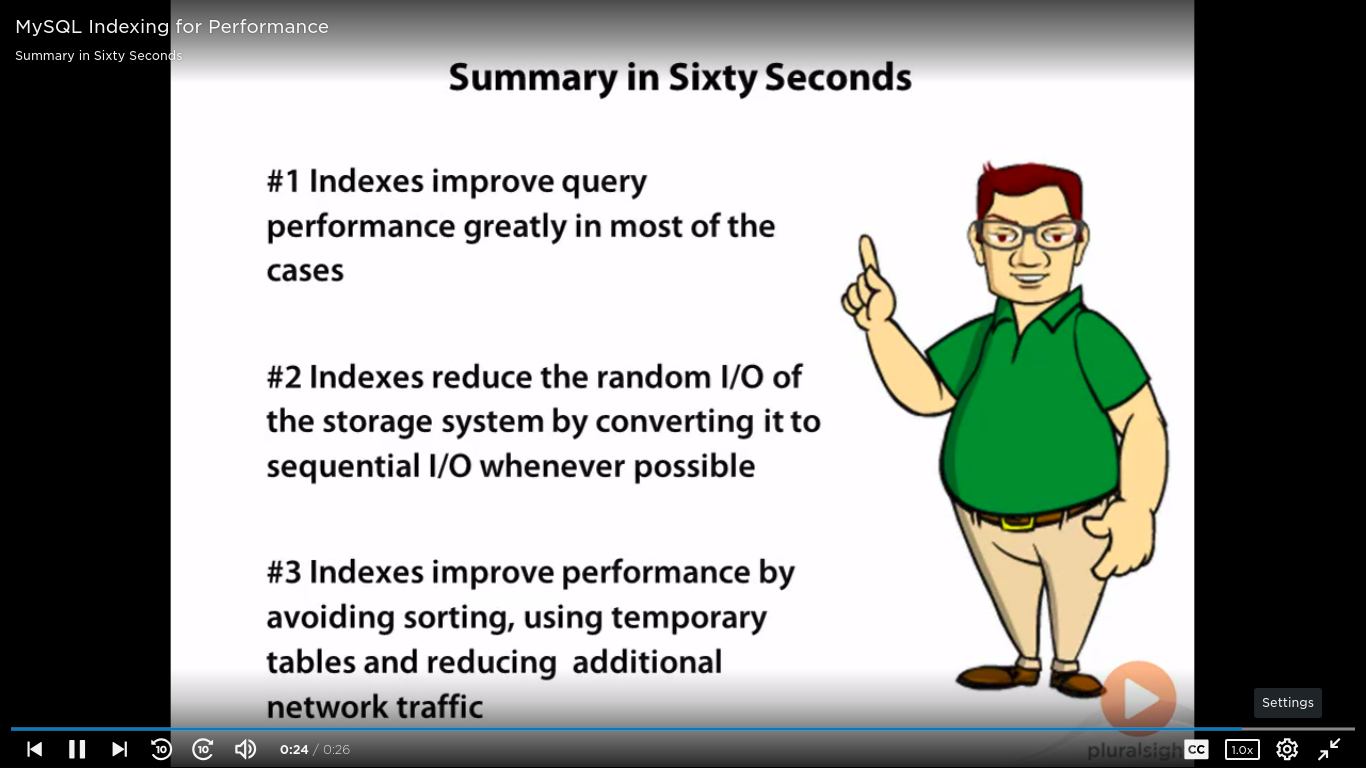 MySQL Indexing for Performance
Summary in Sixty Seconds
Summary in Sixty Seconds
#1 Indexes improve query
performance greatly in most of the
cases
#2 Indexes reduce the random I/O of
the storage system by converting it to
sequential I/O whenever possible
#3 Indexes improve performance by
avoiding sorting, using temporary
tables and reducing additional
network traffic
Settings
10 10 0:24 / 0:26 pluralsigh CC 1.0x